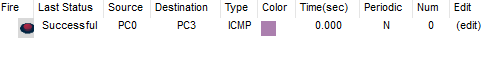 Fire Last Status Source Destination Type Color Time(sec) Periodic Num Edit
Successful PC0 PC3 ICMP 0.000 N 0 (edit)